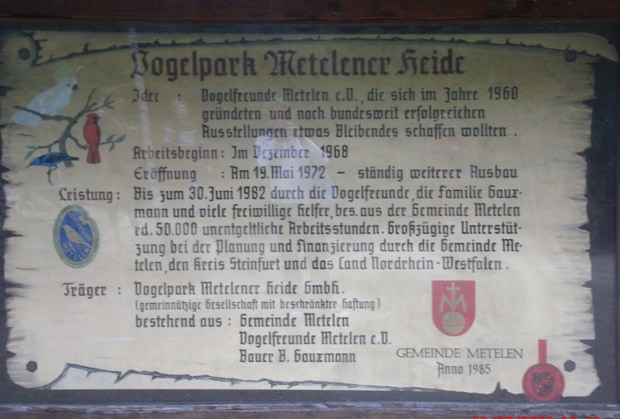 Vogelpark Metelener Heide
Idee : Vogelfreunde Metelen e.V., die sich im Jahre 1960
gründeten und nach bundesweit erfolgreichen
Ausstellungen etwas Bleibendes schaffen wollten .
Arbeitsbeginn : Im Dezember 1968
Eröffnung : Am 19. Mai 1972 – ständig weiterer Ausbau
Leistung : Bis zum 30. Juni 1982 durch die Vogelfreunde, die Familie Gaux-
mann und viele freiwillige Helfer, bes. aus der Gemeinde Metelen
rd. 50.000 unentgeltliche Arbeitsstunden. Großzügige Unterstüt-
zung bei der Planung und Finanzierung durch die Gemeinde Me-
telen, den Kreis Steinfurt und das Land Nordrhein-Westfalen .
METELEN
Träger : Vogelpark Metelener Heide GmbH.
(gemeinnützige Gesellschaft mit beschränkter Haftung)
bestehend aus : Gemeinde Metelen
Vogelfreunde Metelen e.V.
Bauer B. Gauxmann
GEMEINDE METELEN
Anno 1985